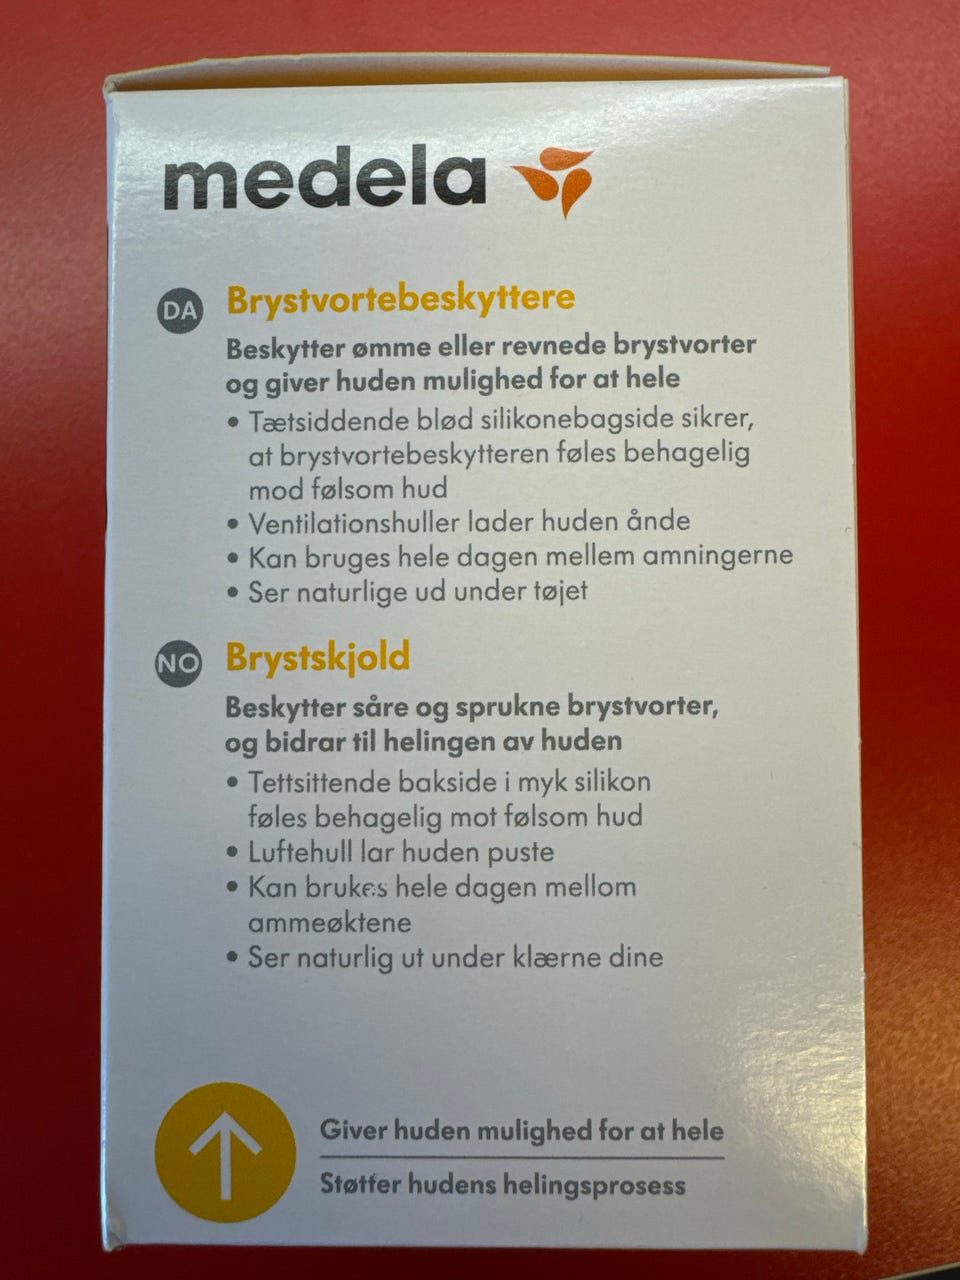 medela
DA
Brystvortebeskyttere
Beskytter ømme eller revnede brystvorter
og giver huden mulighed for at hele
• Tætsiddende blød silikonebagside sikrer,
at brystvortebeskytteren føles behagelig
mod følsom hud
• Ventilationshuller lader huden ånde
• Kan bruges hele dagen mellem amningerne
• Ser naturlige ud under tøjet
NO
Brystskjold
Beskytter såre og sprukne brystvorter,
og bidrar til helingen av huden
• Tettsittende bakside i myk silikon
føles behagelig mot følsom hud
• Luftehull lar huden puste
• Kan brukes hele dagen mellom
ammeøktene
• Ser naturlig ut under klærne dine
Giver huden mulighed for at hele
Støtter hudens helingsprosess